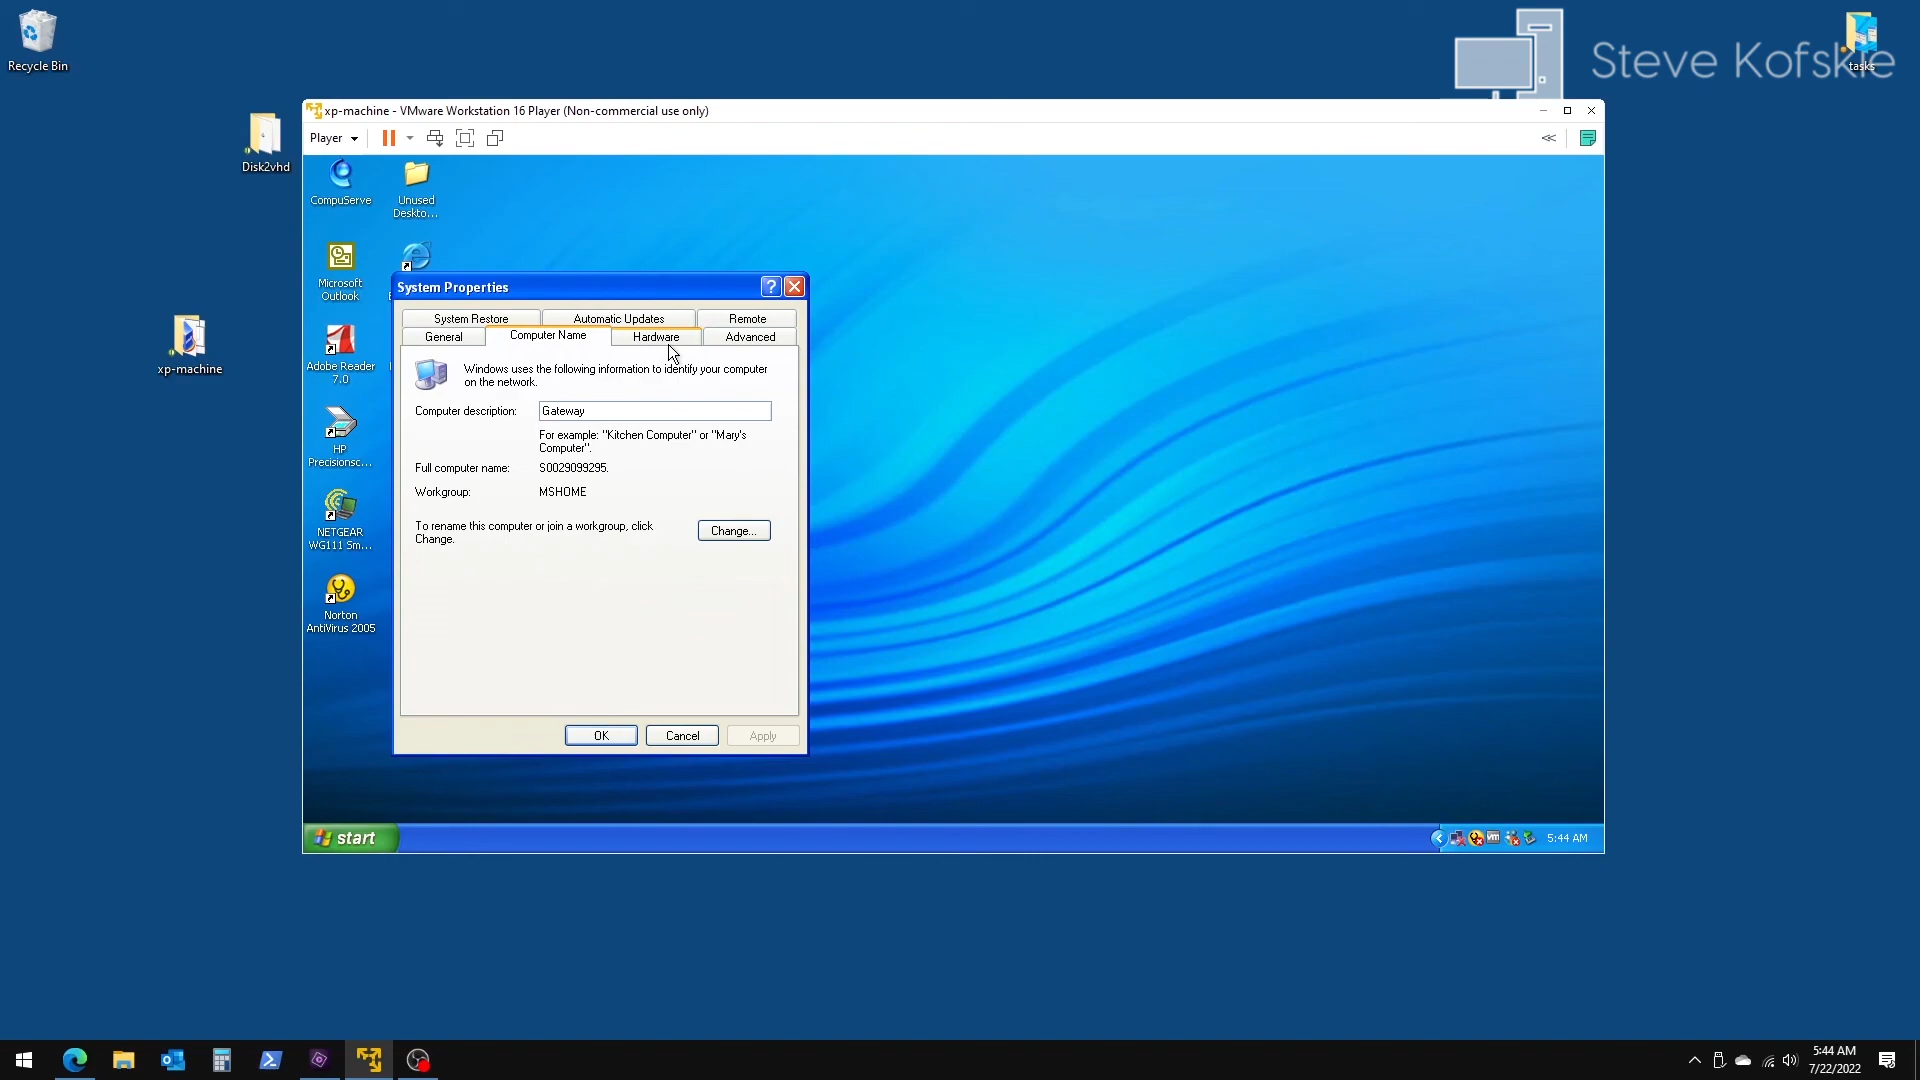 Recycle Bin
Steve Kofskie
tasks
Disk2vhd
xp-machine
xp-machine - VMware Workstation 16 Player (Non-commercial use only)
Player
<<
CompuServe
Unused
Deskto...
Microsoft
Outlook
Adobe Reader
7.0
HP
Precisionsc...
NETGEAR
WG111 Sm...
Norton
AntiVirus 2005
System Properties
System Restore
Automatic Updates
Remote
General
Computer Name
Hardware
Advanced
Windows uses the following information to identify your computer
on the network.
Computer description:
Gateway
For example: "Kitchen Computer" or "Mary's
Computer".
Full computer name:
S0029099295.
Workgroup:
MSHOME
To rename this computer or join a workgroup, click
Change.
Change...
OK
Cancel
Apply
start
vm
5:44 AM
5:44 AM
7/22/2022